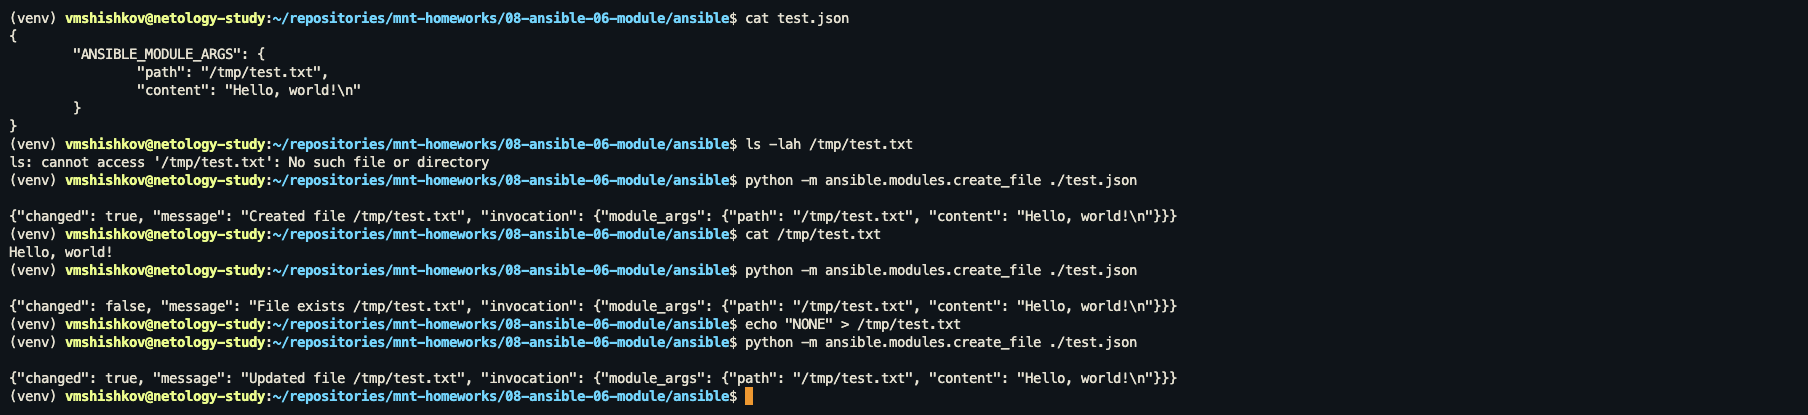 (venv) vmshishkov@netology-study:~/repositories/mnt-homeworks/08-ansible-06-module/ansible$ cat test.json
{
        "ANSIBLE_MODULE_ARGS": {
                "path": "/tmp/test.txt",
                "content": "Hello, world!\n"
        }
}
(venv) vmshishkov@netology-study:~/repositories/mnt-homeworks/08-ansible-06-module/ansible$ ls -lah /tmp/test.txt
ls: cannot access '/tmp/test.txt': No such file or directory
(venv) vmshishkov@netology-study:~/repositories/mnt-homeworks/08-ansible-06-module/ansible$ python -m ansible.modules.create_file ./test.json
{"changed": true, "message": "Created file /tmp/test.txt", "invocation": {"module_args": {"path": "/tmp/test.txt", "content": "Hello, world!\n"}}}
(venv) vmshishkov@netology-study:~/repositories/mnt-homeworks/08-ansible-06-module/ansible$ cat /tmp/test.txt
Hello, world!
(venv) vmshishkov@netology-study:~/repositories/mnt-homeworks/08-ansible-06-module/ansible$ python -m ansible.modules.create_file ./test.json
{"changed": false, "message": "File exists /tmp/test.txt", "invocation": {"module_args": {"path": "/tmp/test.txt", "content": "Hello, world!\n"}}}
(venv) vmshishkov@netology-study:~/repositories/mnt-homeworks/08-ansible-06-module/ansible$ echo "NONE" > /tmp/test.txt
(venv) vmshishkov@netology-study:~/repositories/mnt-homeworks/08-ansible-06-module/ansible$ python -m ansible.modules.create_file ./test.json
{"changed": true, "message": "Updated file /tmp/test.txt", "invocation": {"module_args": {"path": "/tmp/test.txt", "content": "Hello, world!\n"}}}
(venv) vmshishkov@netology-study:~/repositories/mnt-homeworks/08-ansible-06-module/ansible$